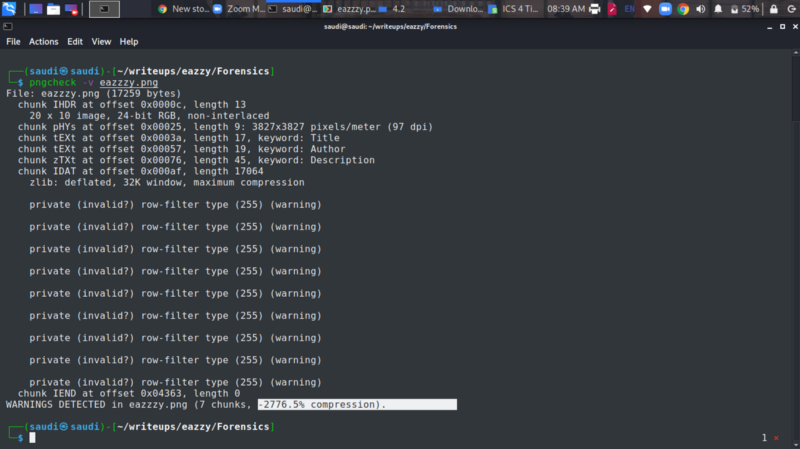 New sto... Zoom M... saudi@... eazzzy.p... 4.2 Downlo... ICS 4 Ti... 08:39 AM EN 52%
saudi@saudi: ~/writeups/eazzy/Forensics
File Actions Edit View Help
┌──(saudi㉿saudi)-[~/writeups/eazzy/Forensics]
└─$ pngcheck -v eazzzy.png
File: eazzzy.png (17259 bytes)
chunk IHDR at offset 0x0000c, length 13
20 x 10 image, 24-bit RGB, non-interlaced
chunk pHYs at offset 0x00025, length 9: 3827x3827 pixels/meter (97 dpi)
chunk tEXt at offset 0x0003a, length 17, keyword: Title
chunk tEXt at offset 0x00057, length 19, keyword: Author
chunk zTXt at offset 0x00076, length 45, keyword: Description
chunk IDAT at offset 0x000af, length 17064
zlib: deflated, 32K window, maximum compression
private (invalid?) row-filter type (255) (warning)
private (invalid?) row-filter type (255) (warning)
private (invalid?) row-filter type (255) (warning)
private (invalid?) row-filter type (255) (warning)
private (invalid?) row-filter type (255) (warning)
private (invalid?) row-filter type (255) (warning)
private (invalid?) row-filter type (255) (warning)
private (invalid?) row-filter type (255) (warning)
private (invalid?) row-filter type (255) (warning)
chunk IEND at offset 0x04363, length 0
WARNINGS DETECTED in eazzzy.png (7 chunks, -2776.5% compression).
┌──(saudi㉿saudi)-[~/writeups/eazzy/Forensics]
└─$
1